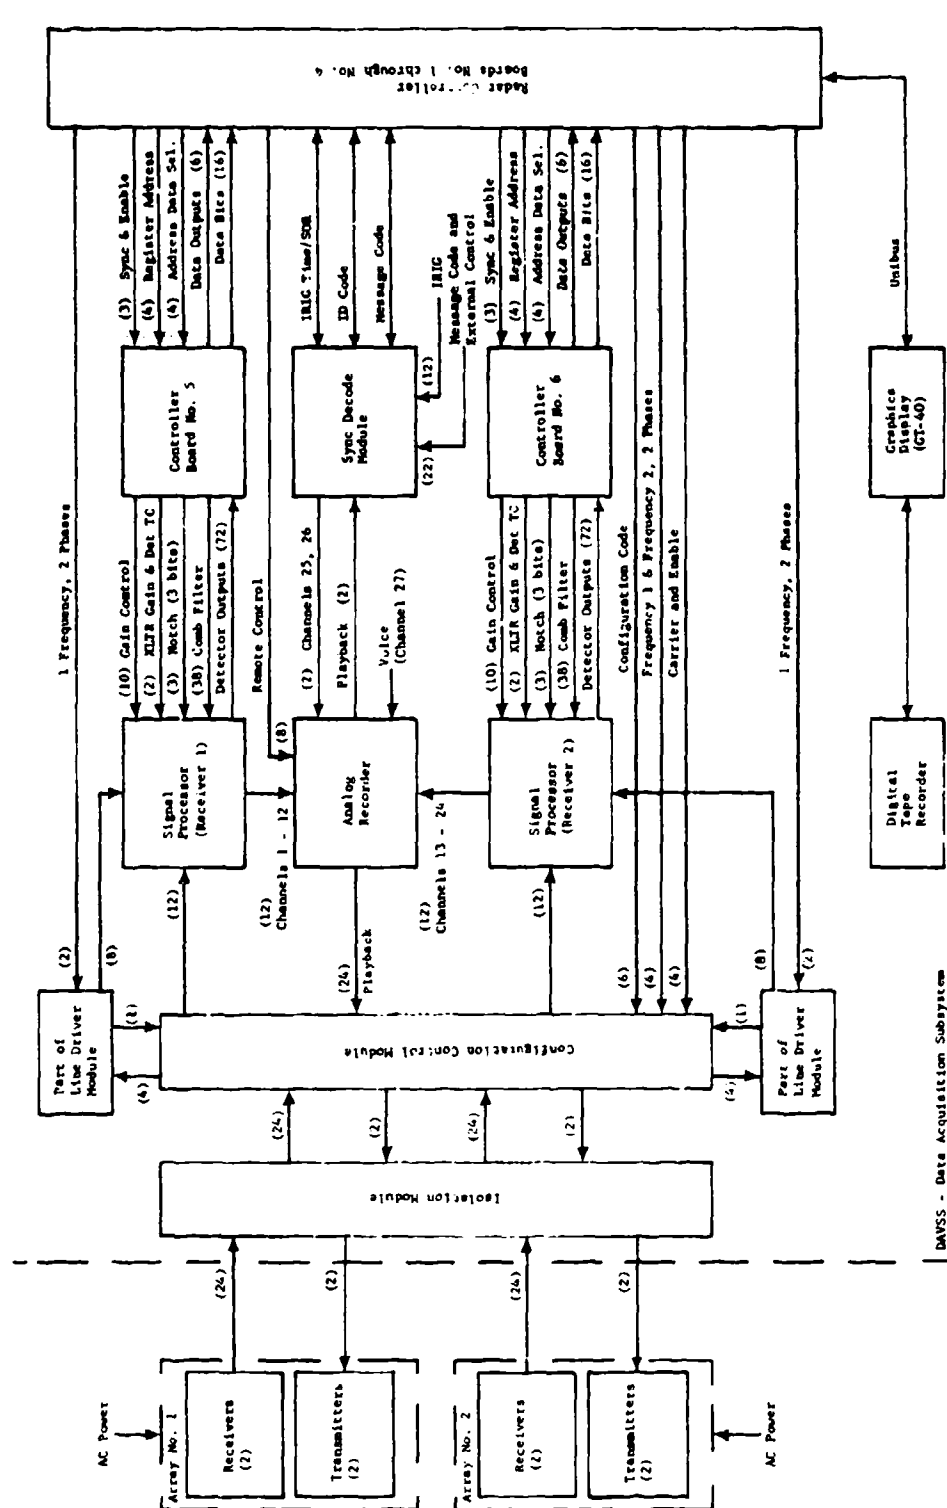 Radar Controller
Boards No. 1 through No. 4
1 Frequency, 2 Phases
(2)
(8)
Part of
Line Driver
Module
(4)
(3) Sync & Enable
(4) Register Address
(4) Address Data Sel.
Data Outputs (6)
Data Bits (16)
Controller
Board No. 5
(10) Gain Control
(2) XLTR Gain & Det TC
(3) Notch (3 bits)
(38) Comb Filter
Detector Outputs (72)
Signal
Processor
(Receiver 1)
(12)
Remote Control
(8)
IRIG Time/SOR
ID Code
Message Code
IRIG
Message Code and
External Control
(12)
(22)
Sync Decode
Module
(2) Channels 25, 26
Playback (2)
Voice
(Channel 27)
Analog
Recorder
(12)
Channels 1 - 12
(24)
Playback
(12)
Channels 13 - 24
(3) Sync & Enable
(4) Register Address
(4) Address Data Sel.
Data Outputs (6)
Data Bits (16)
Controller
Board No. 6
(10) Gain Control
(2) XLTR Gain & Det TC
(3) Notch (3 bits)
(38) Comb Filter
Detector Outputs (72)
Signal
Processor
(Receiver 2)
(12)
Configuration Code
Frequency 1 & Frequency 2, 2 Phases
Carrier and Enable
(6)
(4)
(4)
1 Frequency, 2 Phases
(2)
(8)
(1)
(4)
Part of
Line Driver
Module
Configuration Control Module
(24)
(2)
(24)
(2)
Isolation Module
(24)
(2)
(24)
(2)
AC Power
Array No. 1
Receivers
(2)
Transmitters
(2)
Array No. 2
Receivers
(2)
Transmitters
(2)
AC Power
Unibus
Graphics
Display
(GT-40)
Digital
Tape
Recorder
DAVSS - Data Acquisition Subsystem